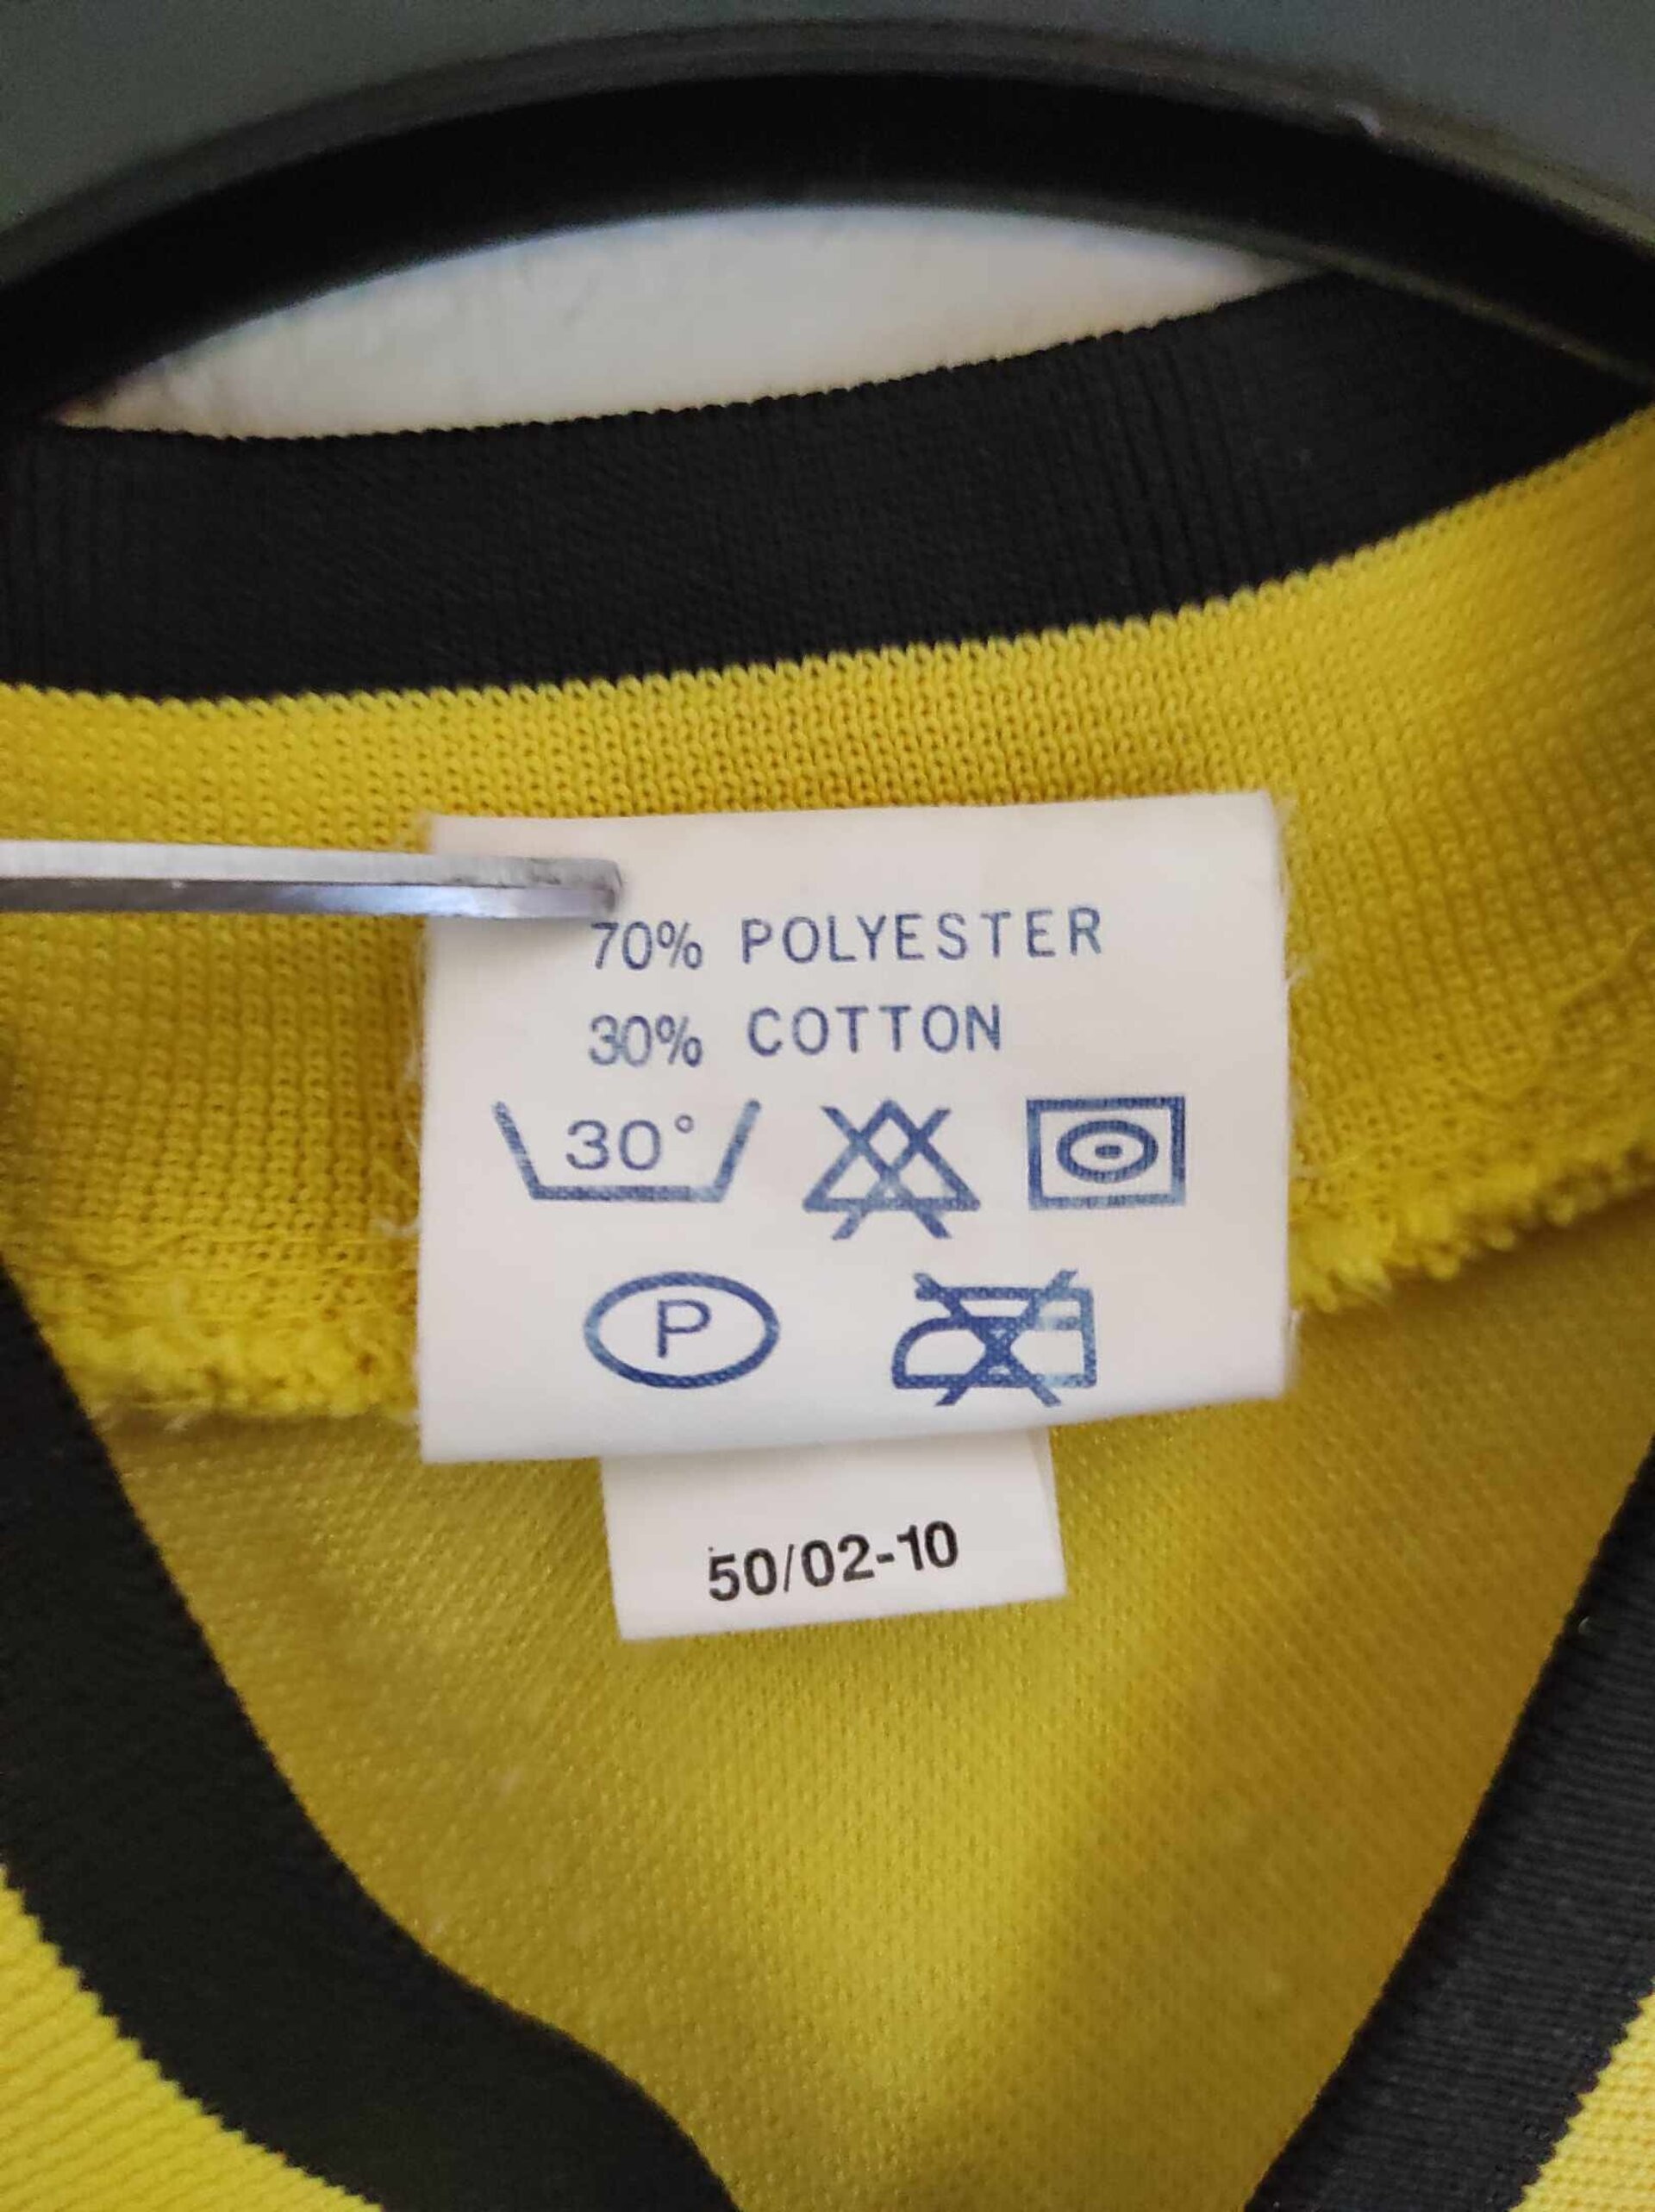 70% POLYESTER
30% COTTON
30°
P
50/02-10